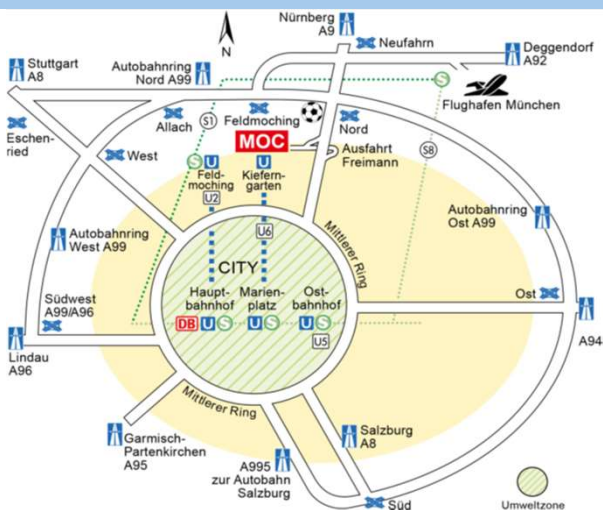 Nürnberg
A9
N
Neufahrn
Deggendorf
A92
Stuttgart
A8
Autobahnring
Nord A99
S
Flughafen München
Allach
Feldmoching
S1
Nord
Eschen-
ried
West
MOC
Ausfahrt
Freimann
S8
S U
U
Feld-
moching
Kiefern-
garten
U2
Autobahnring
West A99
Autobahnring
Ost A99
U6
Mittlerer Ring
CITY
Südwest
A99/A96
Haupt-
bahnhof
Marien-
platz
Ost-
bahnhof
Ost
DB U S
U S
U S
U5
Lindau
A96
A94
Mittlerer Ring
Garmisch-
Partenkirchen
A95
Salzburg
A8
A995
zur Autobahn
Salzburg
Süd
Umweltzone